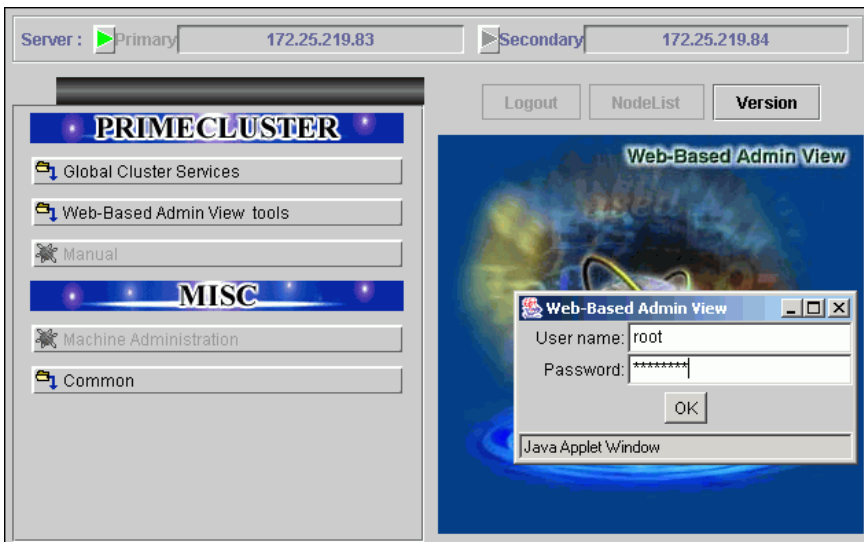 Server : Primary 172.25.219.83 Secondary 172.25.219.84
Logout NodeList Version
PRIMECLUSTER
Global Cluster Services
Web-Based Admin View tools
Manual
MISC
Machine Administration
Common
Web-Based Admin View
Web-Based Admin View
User name: root
Password: ********
OK
Java Applet Window